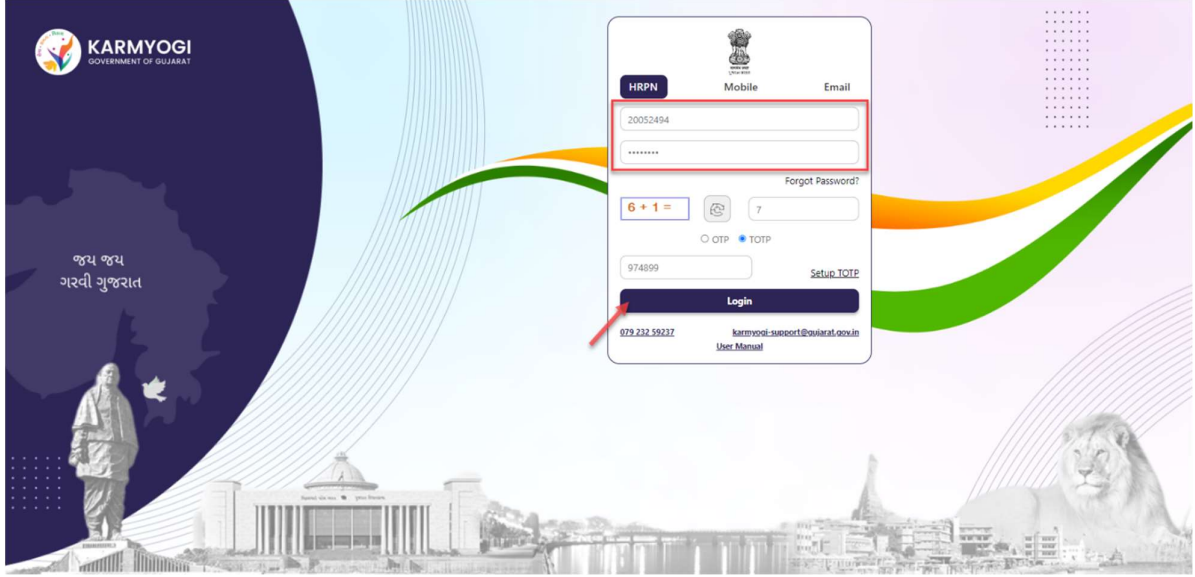 KARMYOGI
GOVERNMENT OF GUJARAT
HRPN
Mobile
Email
20052494
••••••••
Forgot Password?
6 + 1 =
7
OTP
TOTP
974899
Setup TOTP
Login
079 232 59237
karmyogi-support@gujarat.gov.in
User Manual
જય જય
ગરવી ગુજરાત